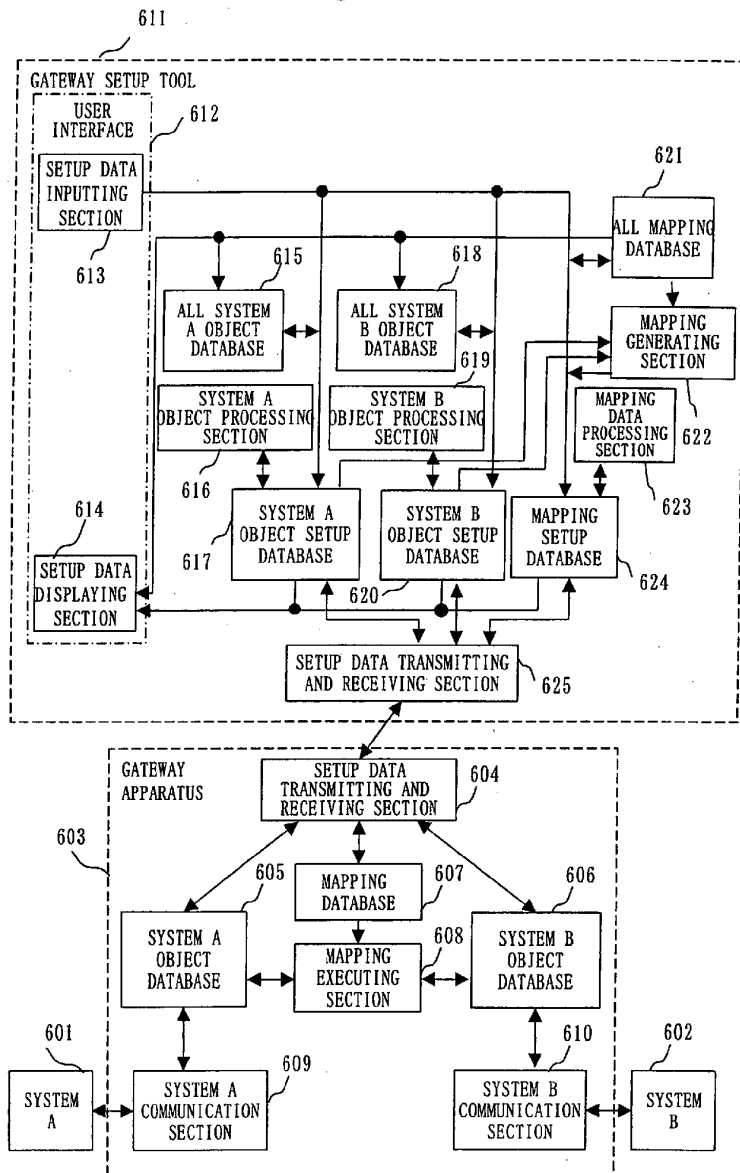 611
GATEWAY SETUP TOOL
USER
INTERFACE
612
SETUP DATA
INPUTTING
SECTION
613
621
ALL MAPPING
DATABASE
615
ALL SYSTEM
A OBJECT
DATABASE
618
ALL SYSTEM
B OBJECT
DATABASE
MAPPING
GENERATING
SECTION
622
619
SYSTEM A
OBJECT PROCESSING
SECTION
616
SYSTEM B
OBJECT PROCESSING
SECTION
MAPPING
DATA
PROCESSING
SECTION
623
614
SETUP DATA
DISPLAYING
SECTION
617
SYSTEM A
OBJECT SETUP
DATABASE
SYSTEM B
OBJECT SETUP
DATABASE
620
MAPPING
SETUP
DATABASE
624
SETUP DATA TRANSMITTING
AND RECEIVING SECTION
625
GATEWAY
APPARATUS
603
SETUP DATA
TRANSMITTING AND
RECEIVING SECTION
604
605
MAPPING
DATABASE
607
606
SYSTEM A
OBJECT
DATABASE
MAPPING
EXECUTING
SECTION
608
SYSTEM B
OBJECT
DATABASE
601
SYSTEM
A
SYSTEM A
COMMUNICATION
SECTION
609
610
SYSTEM B
COMMUNICATION
SECTION
602
SYSTEM
B